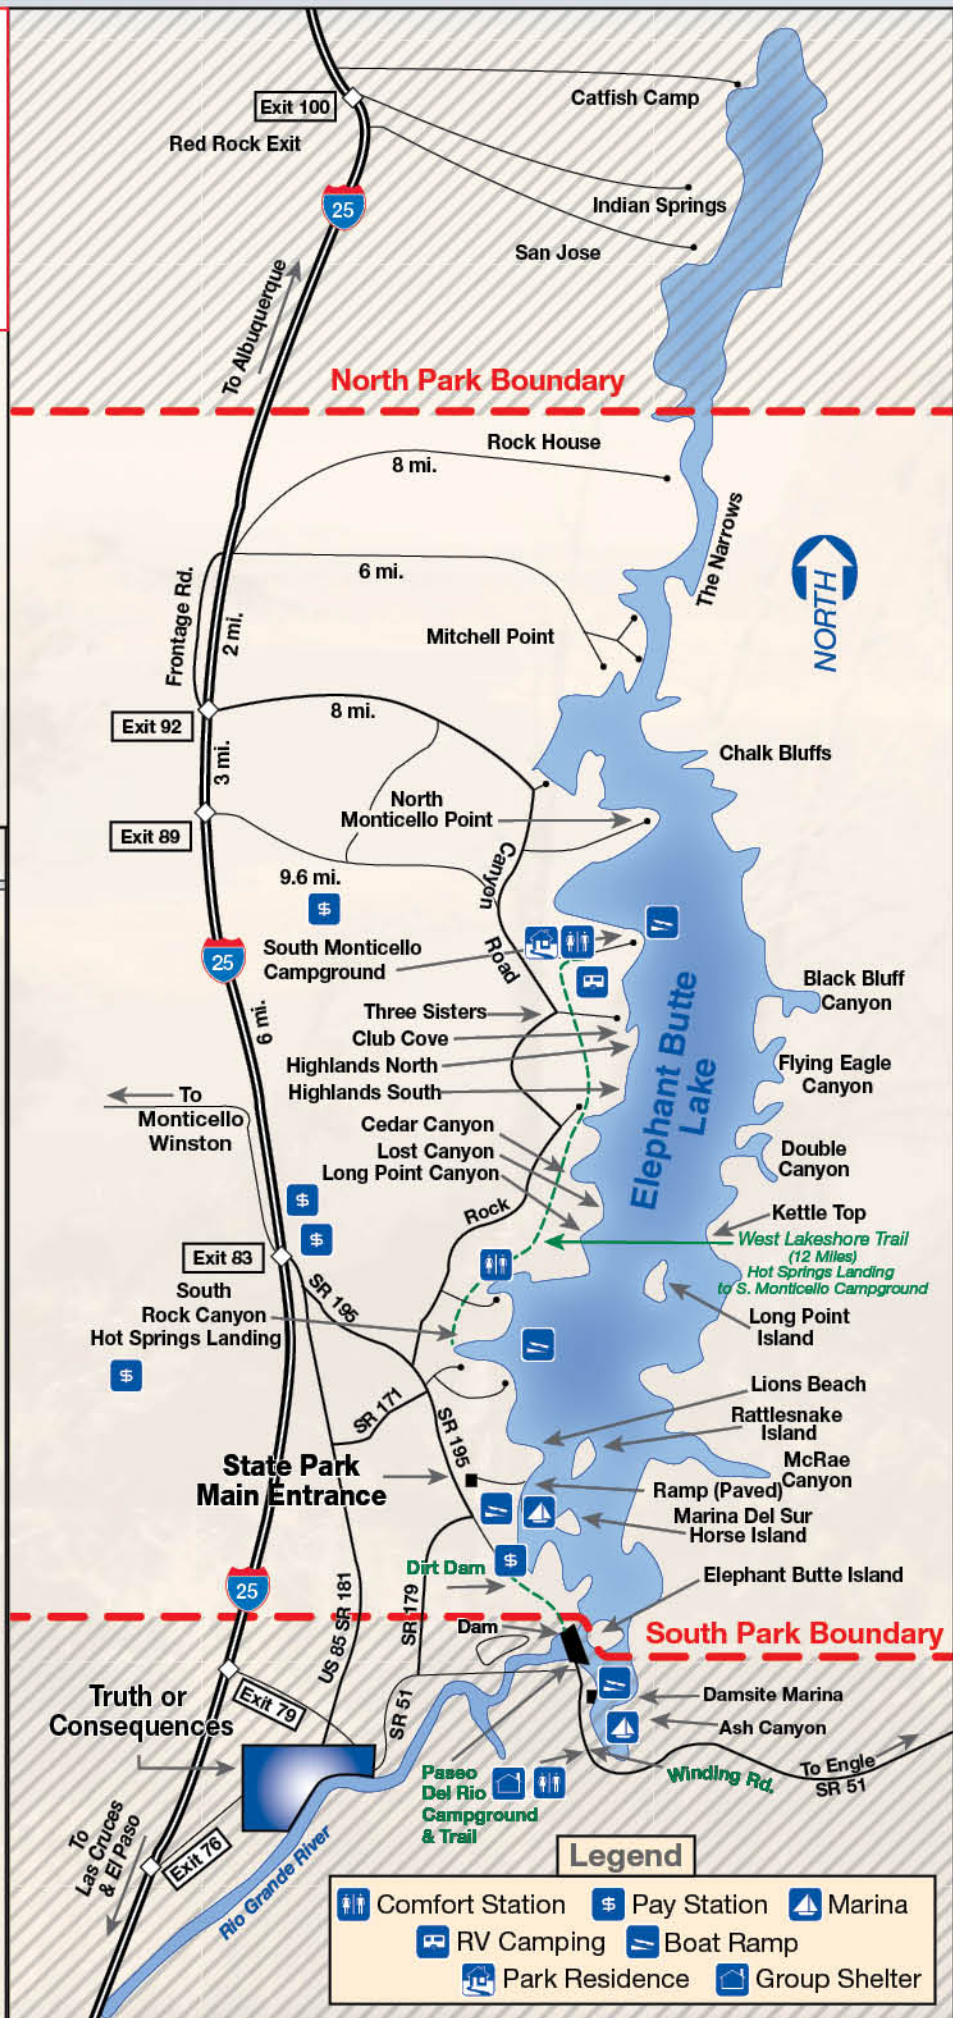 Catfish Camp
Exit 100
Red Rock Exit
25
Indian Springs
San Jose
To Albuquerque
North Park Boundary
Rock House
8 mi.
The Narrows
6 mi.
Frontage Rd.
2 mi.
NORTH
Mitchell Point
8 mi.
Exit 92
3 mi.
Chalk Bluffs
North
Monticello Point
Exit 89
Canyon
9.6 mi.
$
South Monticello
Campground
25
Road
Black Bluff
Canyon
Three Sisters
Club Cove
6 mi.
Highlands North
Highlands South
Elephant Butte
Lake
Flying Eagle
Canyon
To
Monticello
Winston
Cedar Canyon
Lost Canyon
Long Point Canyon
Double
Canyon
$
$
Rock
Kettle Top
West Lakeshore Trail
(12 Miles)
Hot Springs Landing
to S. Monticello Campground
Exit 83
SR 195
South
Rock Canyon
Hot Springs Landing
Long Point
Island
$
Lions Beach
SR 171
SR 195
Rattlesnake
Island
State Park
Main Entrance
McRae
Canyon
Ramp (Paved)
Marina Del Sur
Horse Island
$
Dirt Dam
Elephant Butte Island
25
US 85 SR 181
SR 179
Dam
South Park Boundary
Exit 79
SR 51
Truth or
Consequences
Damsite Marina
Ash Canyon
Paseo
Del Rio
Campground
& Trail
Winding Rd.
To Engle
SR 51
To
Las Cruces
& El Paso
Exit 76
Rio Grande River
Legend
Comfort Station
$ Pay Station
Marina
RV Camping
Boat Ramp
Park Residence
Group Shelter